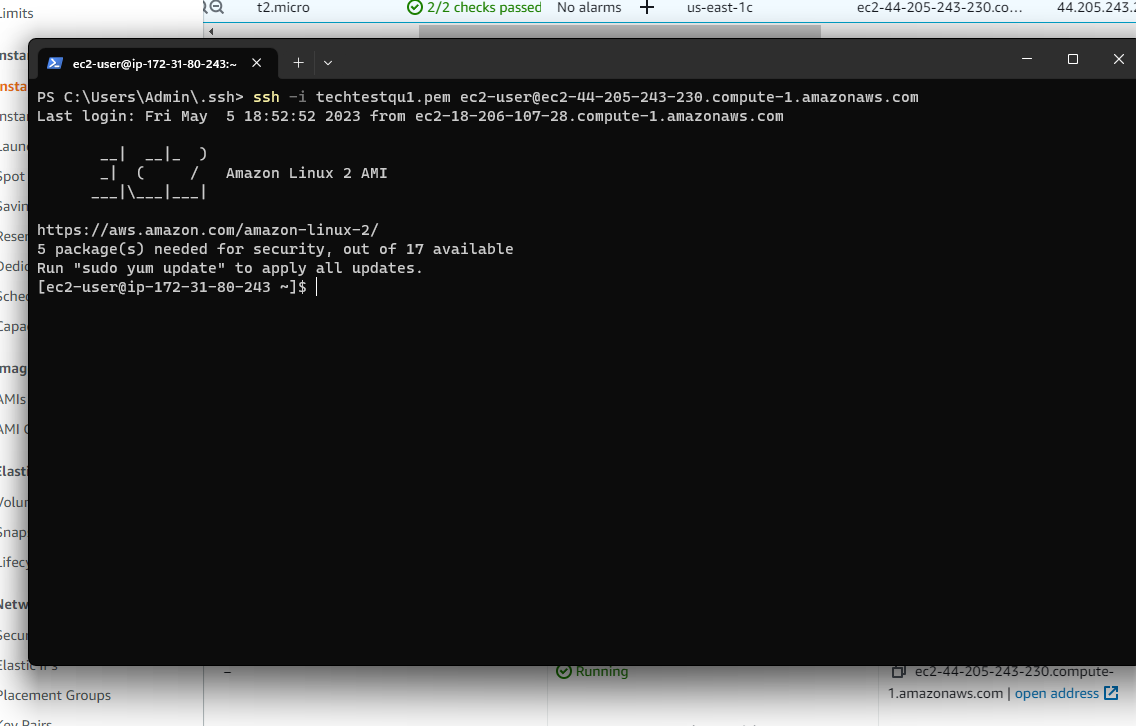 Limits
t2.micro
2/2 checks passed
No alarms
us-east-1c
ec2-44-205-243-230.co…
44.205.243.2
ec2-user@ip-172-31-80-243:~
PS C:\Users\Admin\.ssh> ssh -i techtestqu1.pem ec2-user@ec2-44-205-243-230.compute-1.amazonaws.com
Last login: Fri May  5 18:52:52 2023 from ec2-18-206-107-28.compute-1.amazonaws.com
       __|  __|_  )
       _|  (     /   Amazon Linux 2 AMI
      ___|\___|___|
https://aws.amazon.com/amazon-linux-2/
5 package(s) needed for security, out of 17 available
Run "sudo yum update" to apply all updates.
[ec2-user@ip-172-31-80-243 ~]$
Insta
Insta
Insta
Laun
Spot
Savin
Reser
Dedic
Sched
Capa
Imag
AMIs
AMI C
Elasti
Volun
Snap
Lifecy
Netw
Secur
Elastic IPs
Placement Groups
Key Pairs
–
Running
ec2-44-205-243-230.compute-
1.amazonaws.com | open address